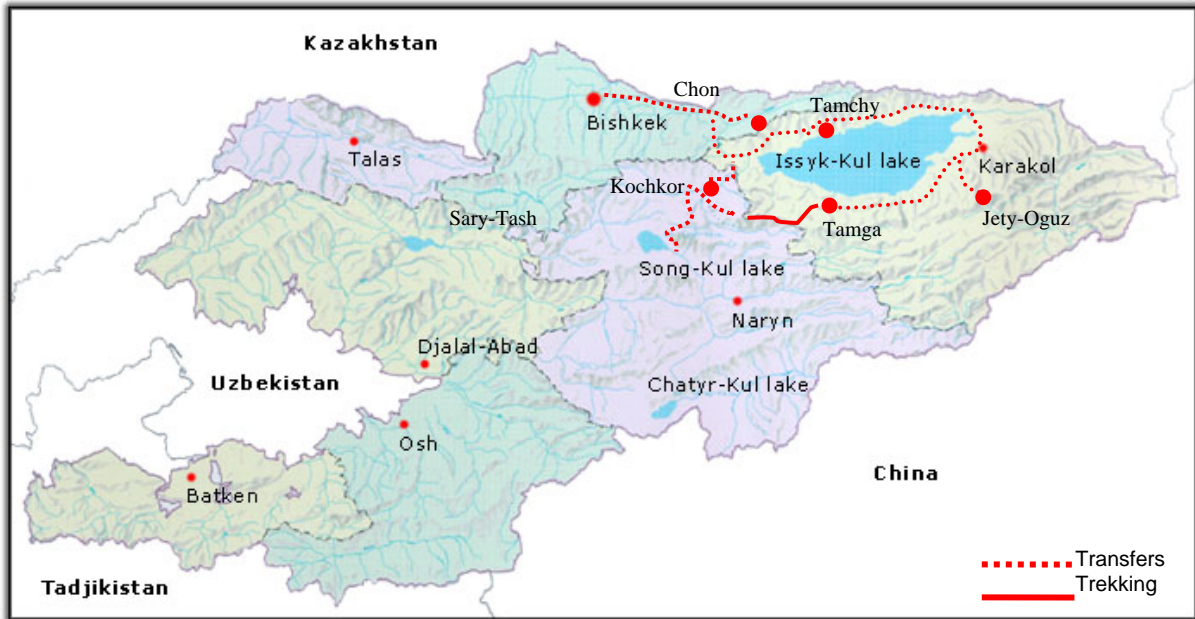 Kazakhstan
Chon
Tamchy
Bishkek
Talas
Issyk-Kul lake
Karakol
Kochkor
Sary-Tash
Tamga
Jety-Oguz
Song-Kul lake
Naryn
Djalal-Abad
Uzbekistan
Chatyr-Kul lake
Osh
China
Batken
Transfers
Tadjikistan
Trekking